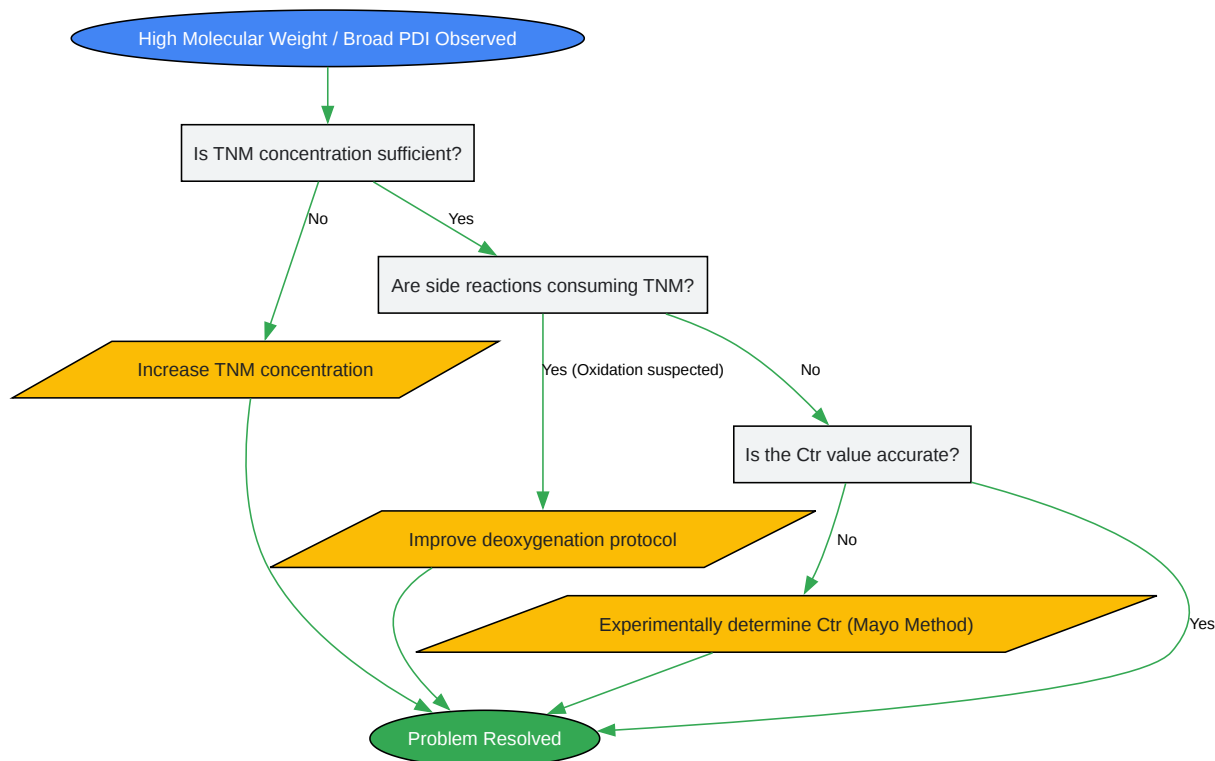 High Molecular Weight / Broad PDI Observed
Is TNM concentration sufficient?
No
Yes
Are side reactions consuming TNM?
Increase TNM concentration
Yes (Oxidation suspected)
No
Is the Ctr value accurate?
Improve deoxygenation protocol
No
Experimentally determine Ctr (Mayo Method)
Yes
Problem Resolved